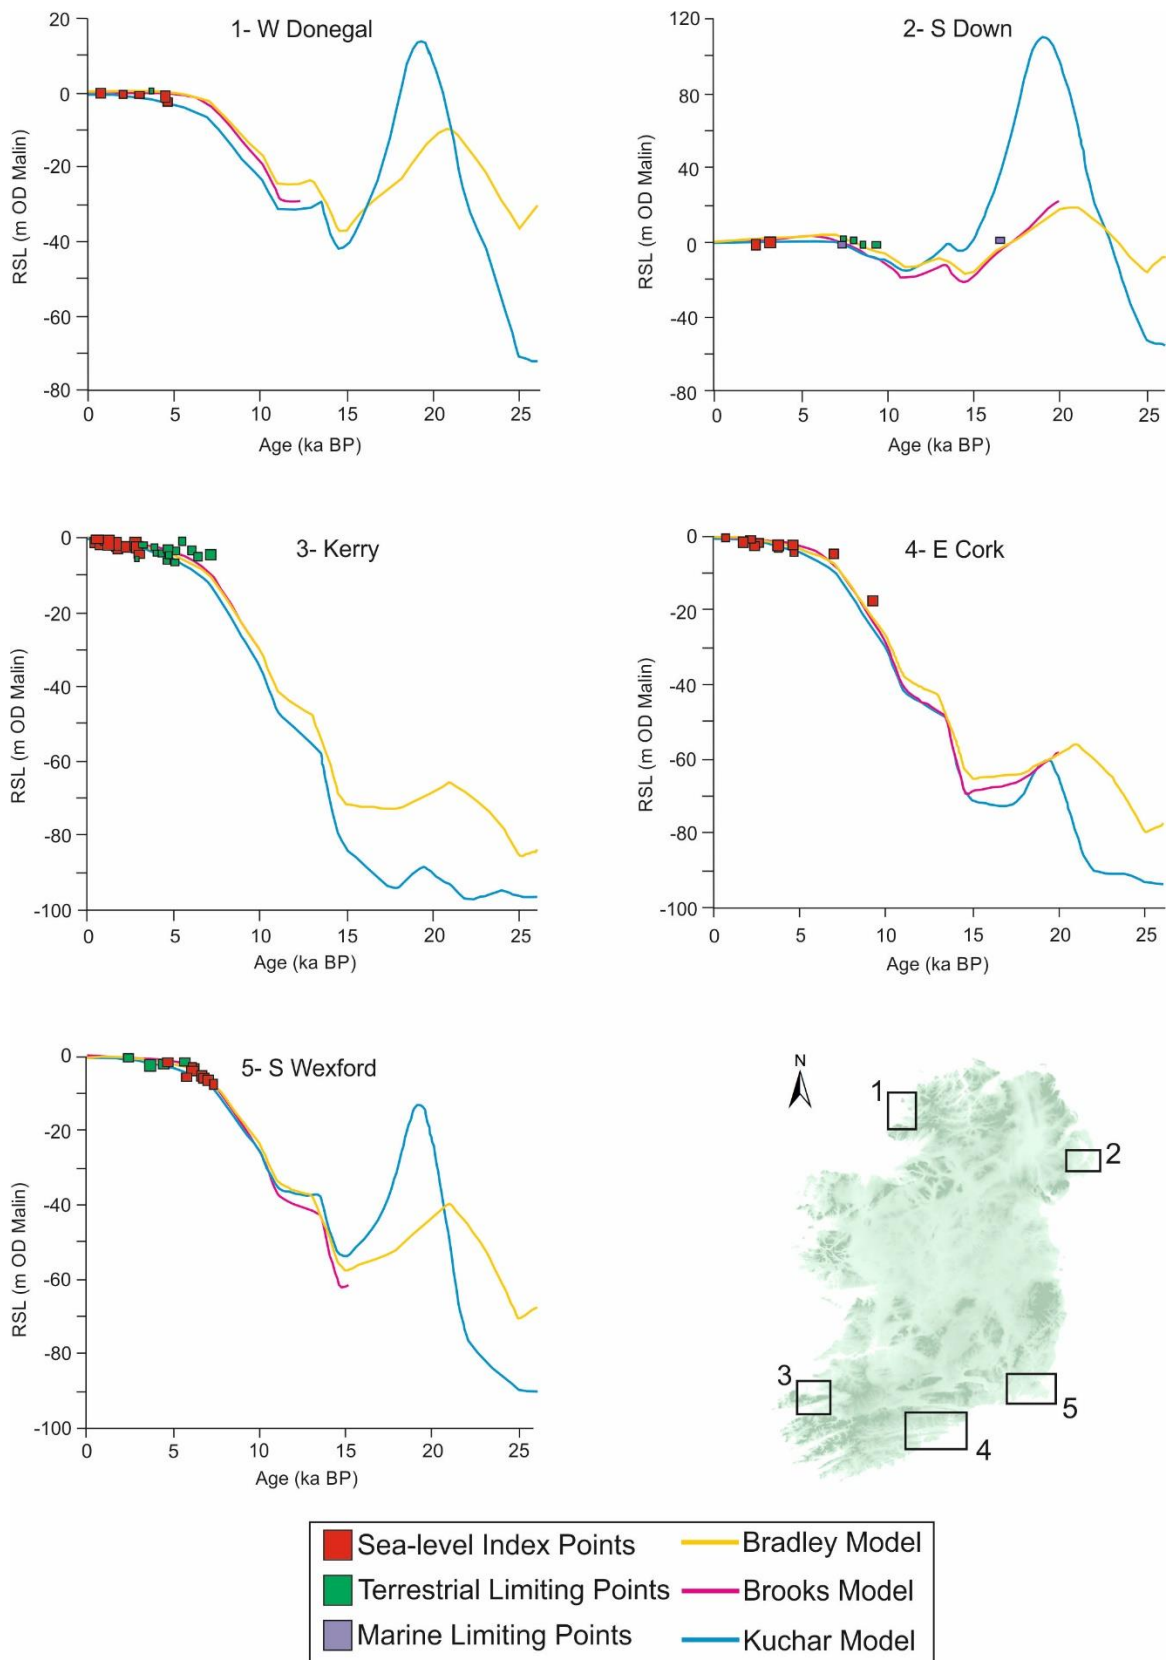 1- W Donegal
20
0
-20
-40
-60
-80
RSL (m OD Malin)
0 5 10 15 20 25
Age (ka BP)
2- S Down
120
80
40
0
-40
-80
RSL (m OD Malin)
0 5 10 15 20 25
Age (ka BP)
3- Kerry
0
-20
-40
-60
-80
-100
RSL (m OD Malin)
0 5 10 15 20 25
Age (ka BP)
4- E Cork
0
-20
-40
-60
-80
-100
RSL (m OD Malin)
0 5 10 15 20 25
Age (ka BP)
5- S Wexford
0
-20
-40
-60
-80
-100
RSL (m OD Malin)
0 5 10 15 20 25
Age (ka BP)
N
1
2
3
4
5
Sea-level Index Points
Terrestrial Limiting Points
Marine Limiting Points
Bradley Model
Brooks Model
Kuchar Model